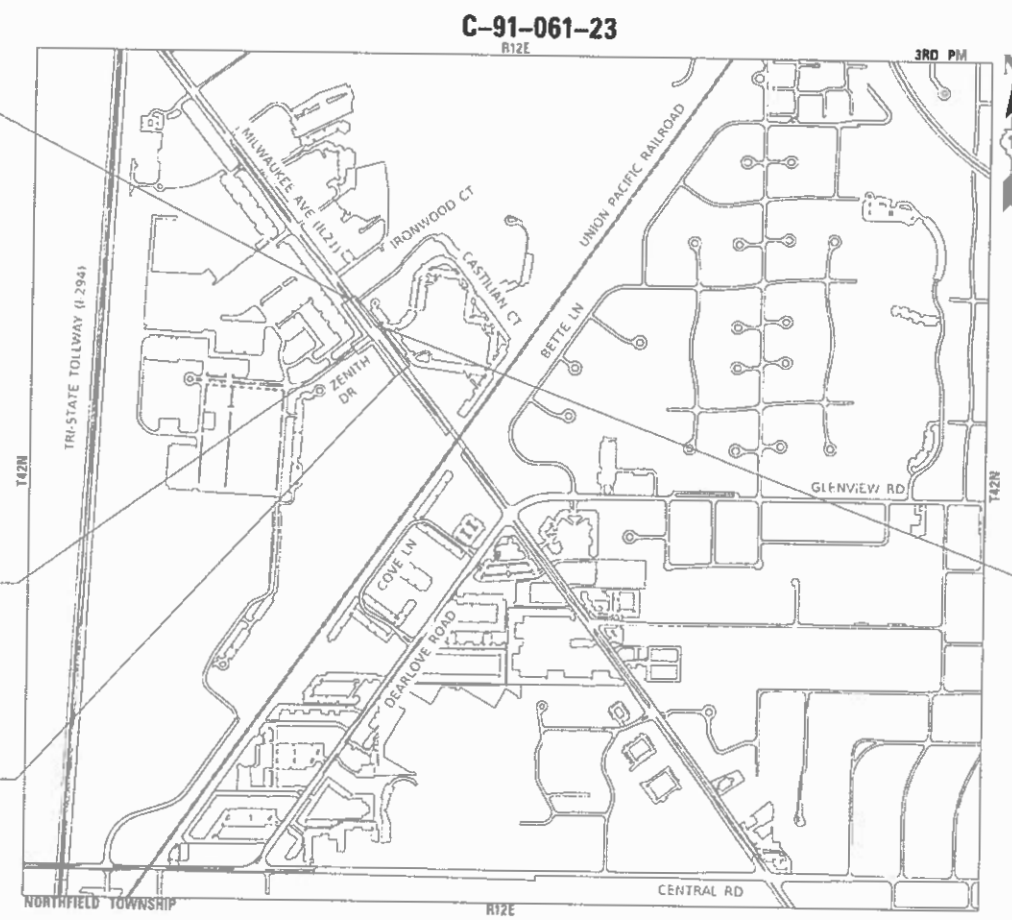 C-91-061-23
R12E
3RD PM
N
MILWAUKEE AVE (IL21)
IRONWOOD CT
UNION PACIFIC RAILROAD
CASTILIAN CT
TRI-STATE TOLLWAY (I-294)
BETTE LN
ZENITH
DR
T42N
T42N
GLENVIEW RD
COVE LN
DEARLOVE ROAD
CENTRAL RD
NORTHFIELD TOWNSHIP
R12E